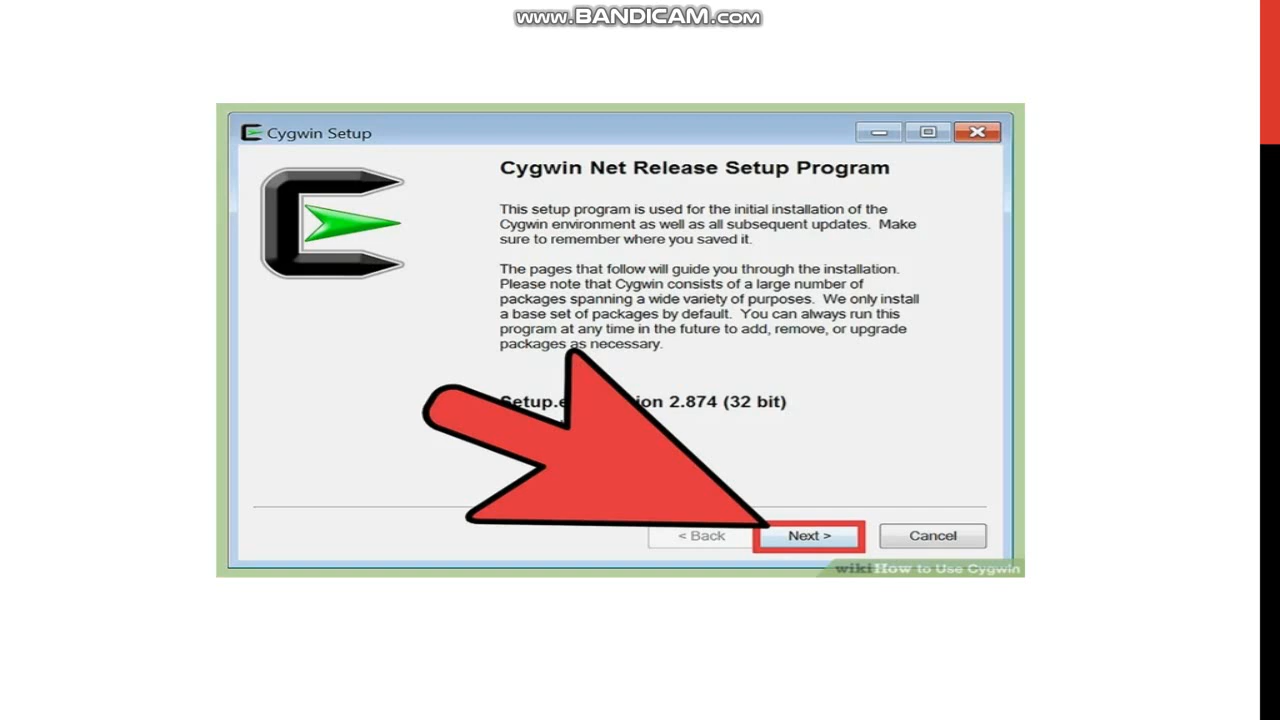 www.BANDICAM.com
Cygwin Setup
Cygwin Net Release Setup Program
This setup program is used for the initial installation of the
Cygwin environment as well as all subsequent updates. Make
sure to remember where you saved it.
The pages that follow will guide you through the installation.
Please note that Cygwin consists of a large number of
packages spanning a wide variety of purposes. We only install
a base set of packages by default. You can always run this
program at any time in the future to add, remove, or upgrade
packages as necessary.
2.874 (32 bit)
< Back
Next >
Cancel
wikiHow to Use Cygwin